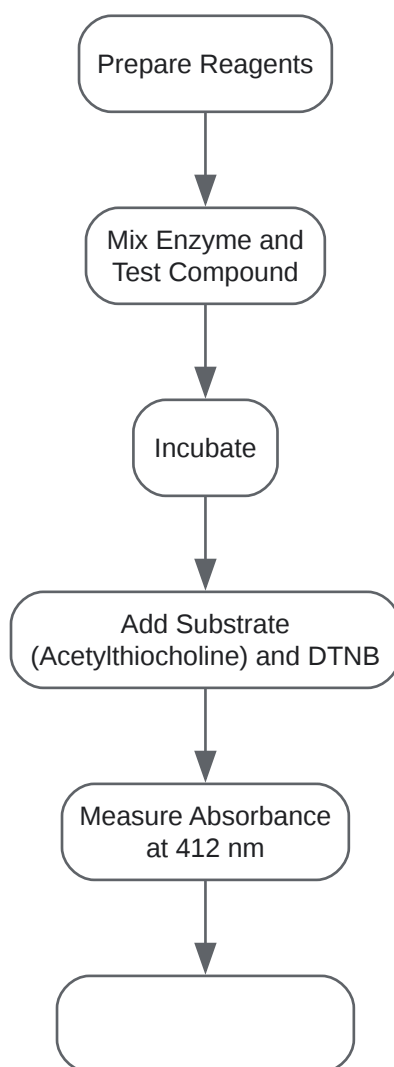 Prepare Reagents
Mix Enzyme and
Test Compound
Incubate
Add Substrate
(Acetylthiocholine) and DTNB
Measure Absorbance
at 412 nm